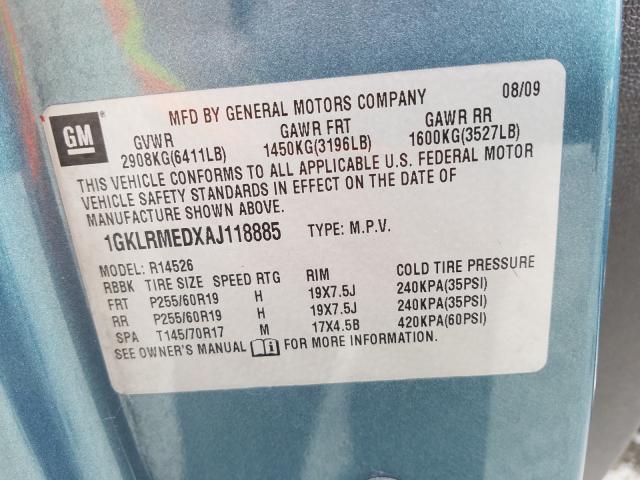 GM
MFD BY GENERAL MOTORS COMPANY 08/09
GVWR GAWR FRT GAWR RR
2908KG(6411LB) 1450KG(3196LB) 1600KG(3527LB)
THIS VEHICLE CONFORMS TO ALL APPLICABLE U.S. FEDERAL MOTOR
VEHICLE SAFETY STANDARDS IN EFFECT ON THE DATE OF
MANUFACTURE SHOWN ABOVE.
1GKLRMEDXAJ118885 TYPE: M.P.V.
MODEL: R14526
RBBK TIRE SIZE SPEED RTG RIM COLD TIRE PRESSURE
FRT P255/60R19 H 19X7.5J 240KPA(35PSI)
RR P255/60R19 H 19X7.5J 240KPA(35PSI)
SPA T145/70R17 M 17X4.5B 420KPA(60PSI)
SEE OWNER'S MANUAL FOR MORE INFORMATION.